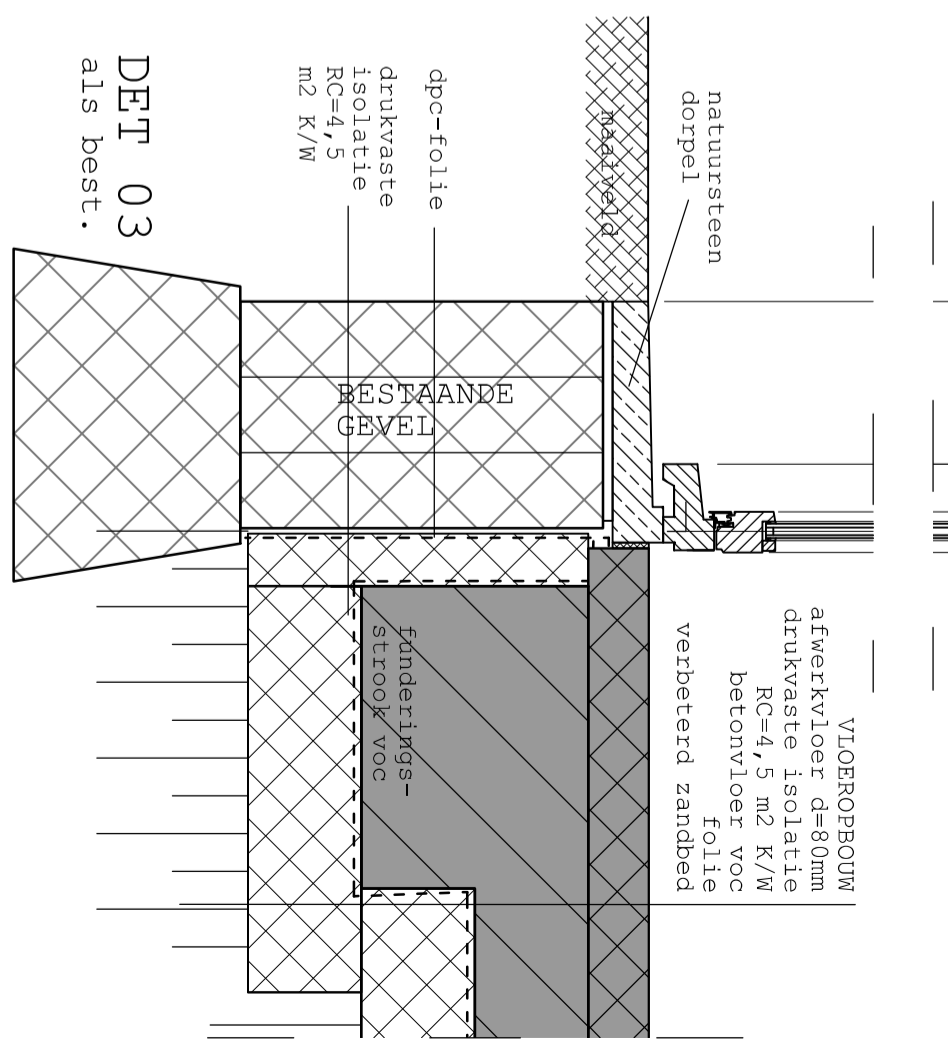 natuursteen
dorpel
maaiveld
dpc-folie
drukvaste
isolatie
RC=4,5
m2 K/W
DET 03
als best.
BESTAANDE
GEVEL
VLOEROPBOUW
afwerkvloer d=80mm
drukvaste isolatie
RC=4,5 m2 K/W
betonvloer voc
folie
verbeterd zandbed
funderings-
strook voc